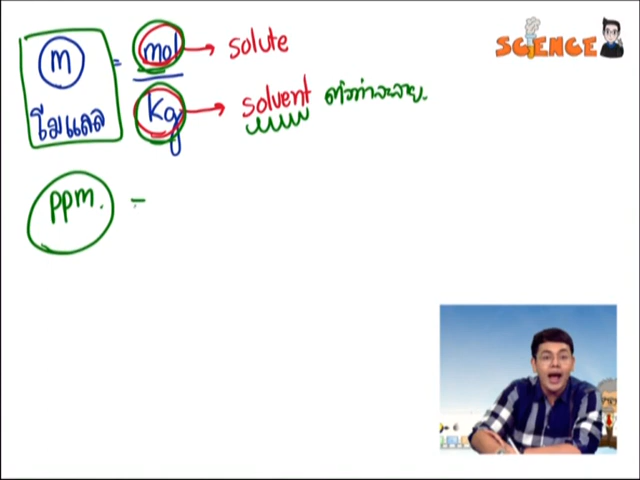 SCIENCE
m = mol → solute
โมแลล Kg → solvent ตัวทำละลาย.
ppm. =